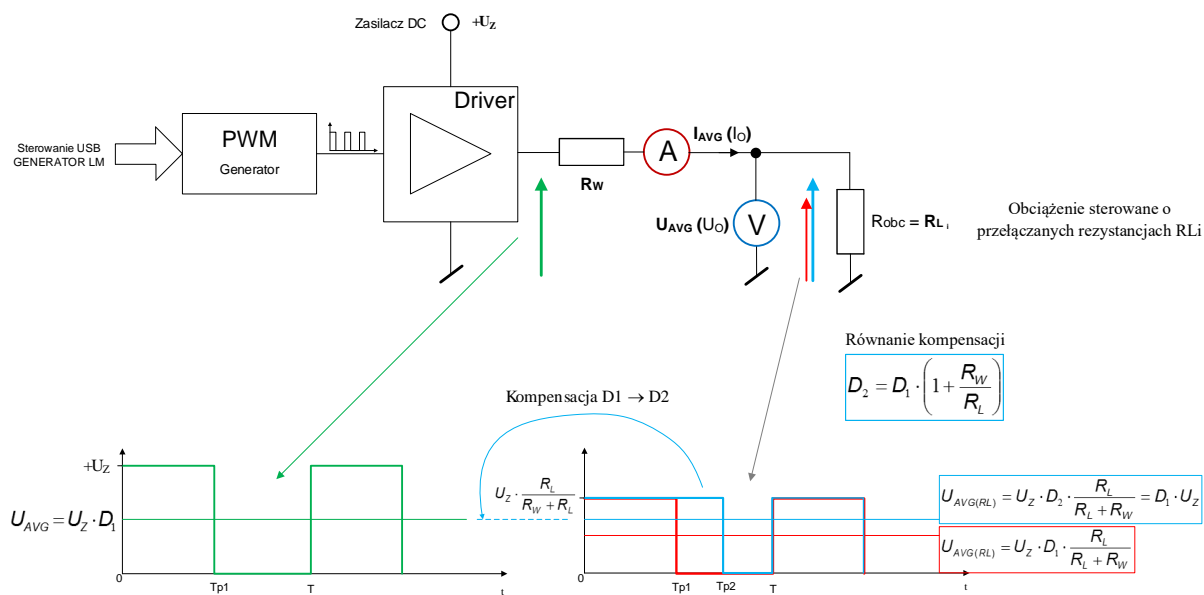 Zasilacz DC
+UZ
Driver
PWM
Generator
Sterowanie USB
GENERATOR LM
RW
A
IAVG (IO)
V
UAVG (UO)
Robc = RL i
Obciążenie sterowane o
przełączanych rezystancjach RLi
Równanie kompensacji
D2 = D1 · (1 + RW / RL)
Kompensacja D1 → D2
+UZ
UAVG = UZ · D1
0
Tp1
T
t
UZ · RL / (RW + RL)
0
Tp1
Tp2
T
t
UAVG(RL) = UZ · D2 · RL / (RL + RW) = D1 · UZ
UAVG(RL) = UZ · D1 · RL / (RL + RW)